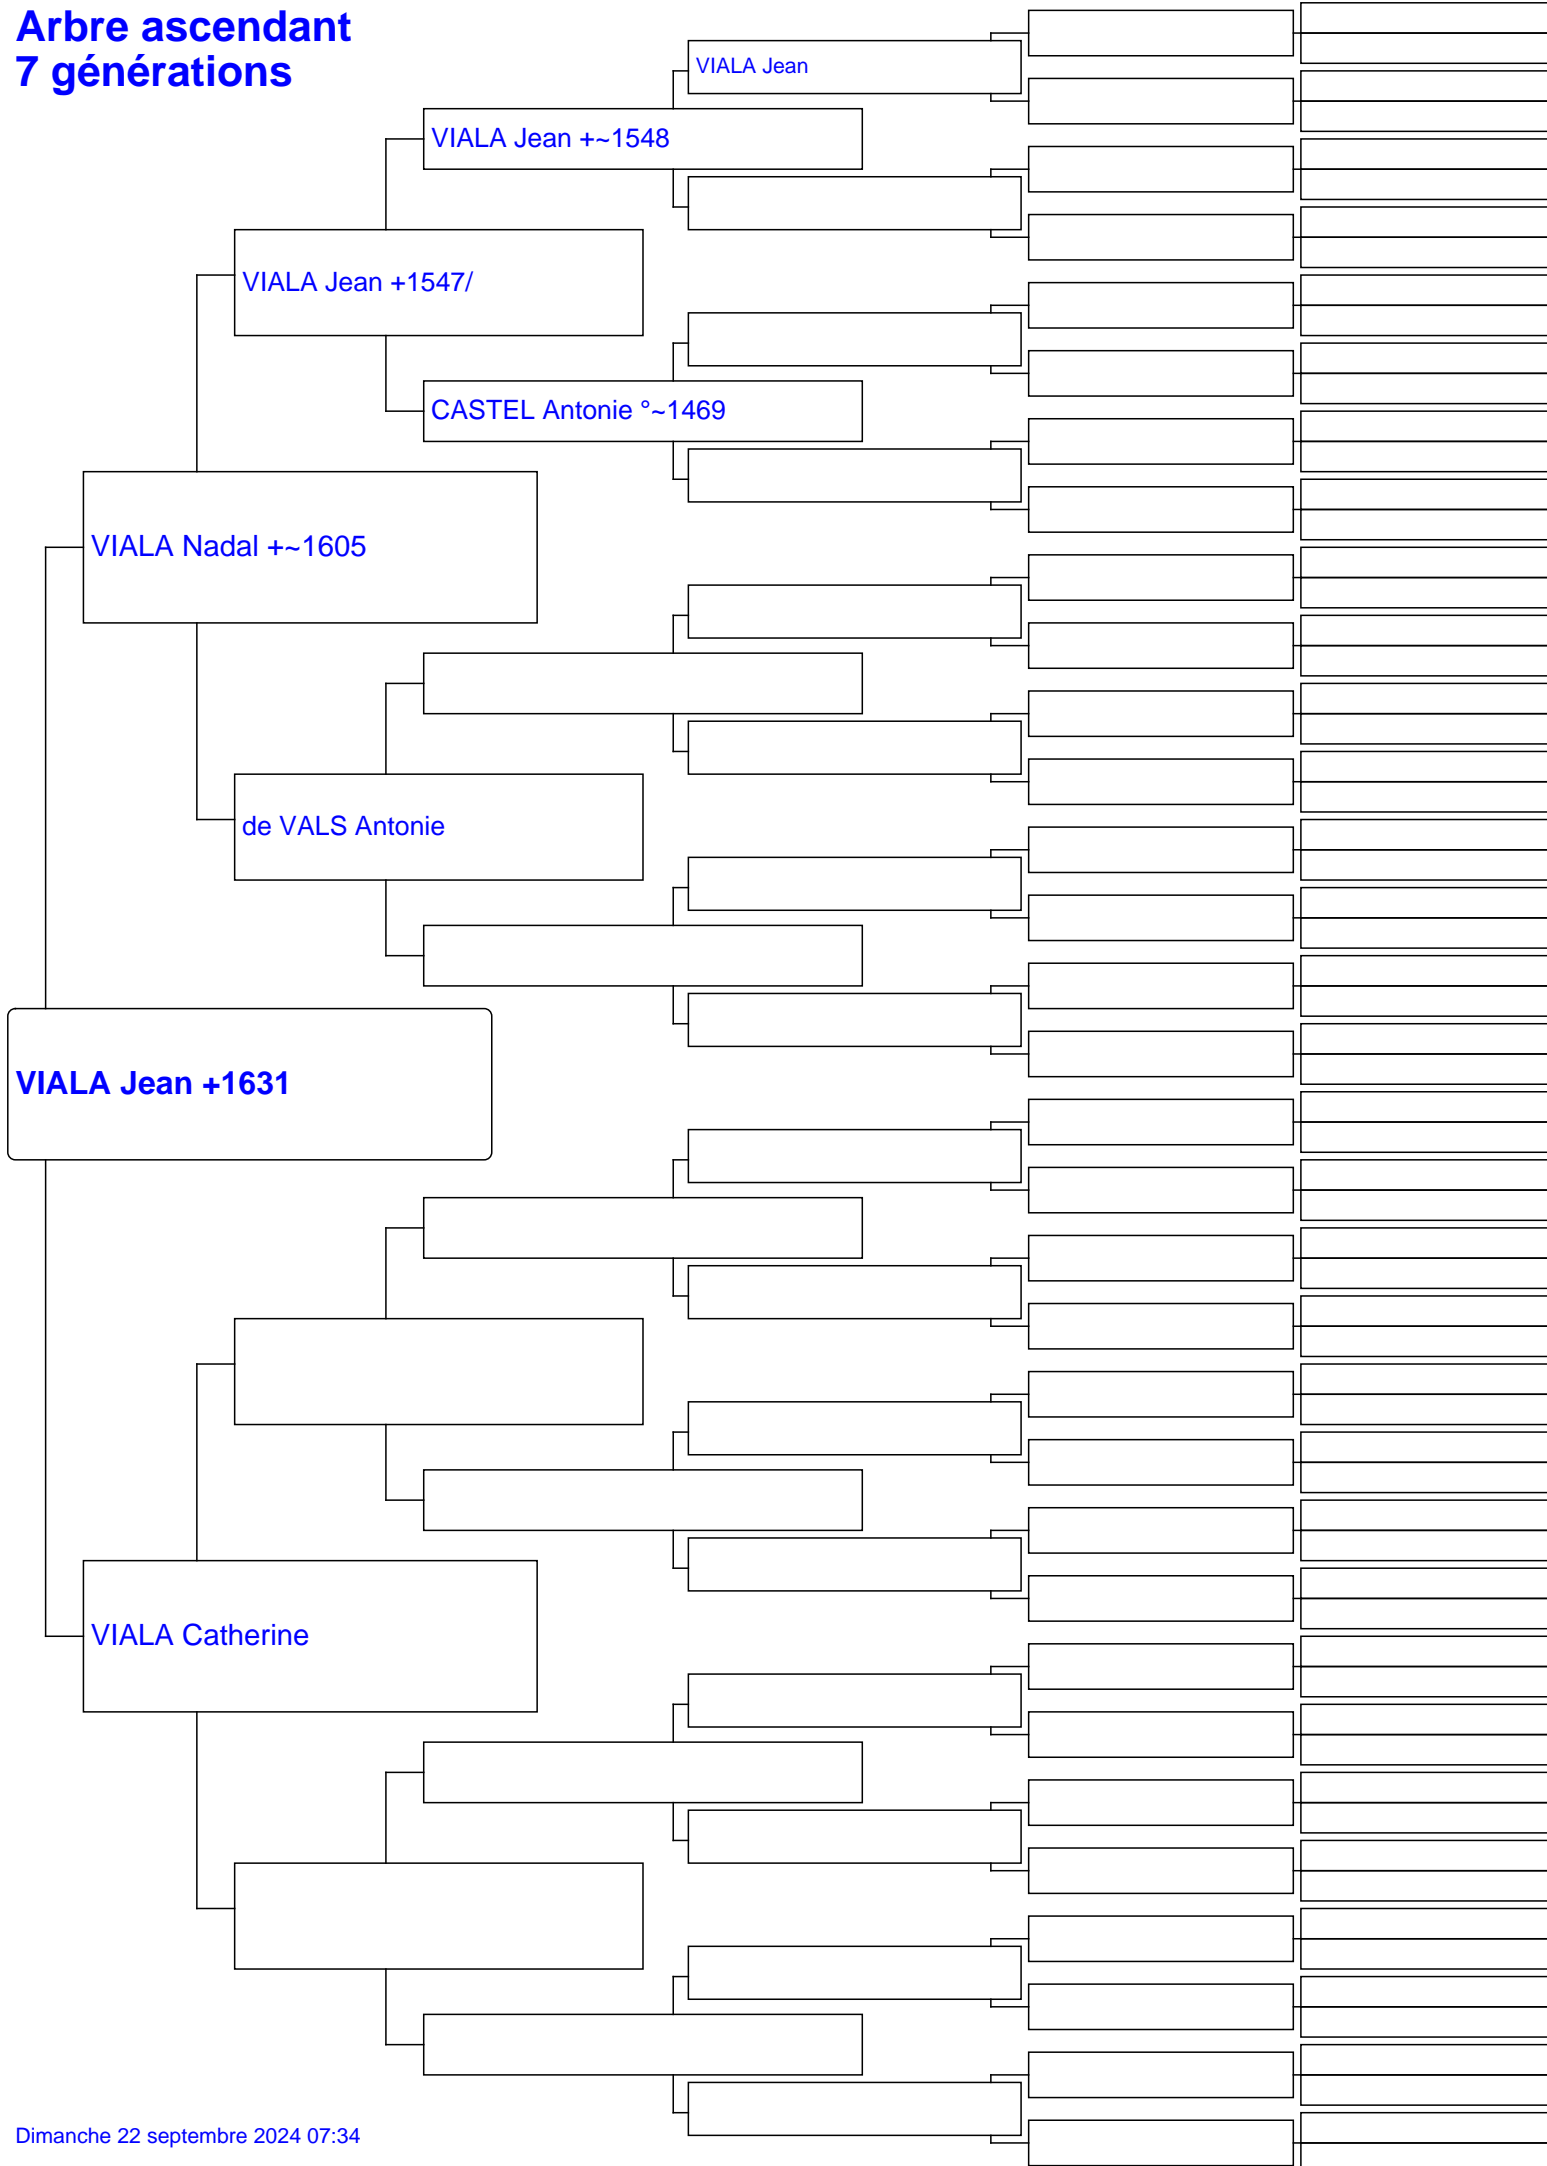 Arbre ascendant
7 générations
VIALA Jean
VIALA Jean +~1548
VIALA Jean +1547/
CASTEL Antonie °~1469
VIALA Nadal +~1605
de VALS Antonie
VIALA Jean +1631
VIALA Catherine
Dimanche 22 septembre 2024 07:34